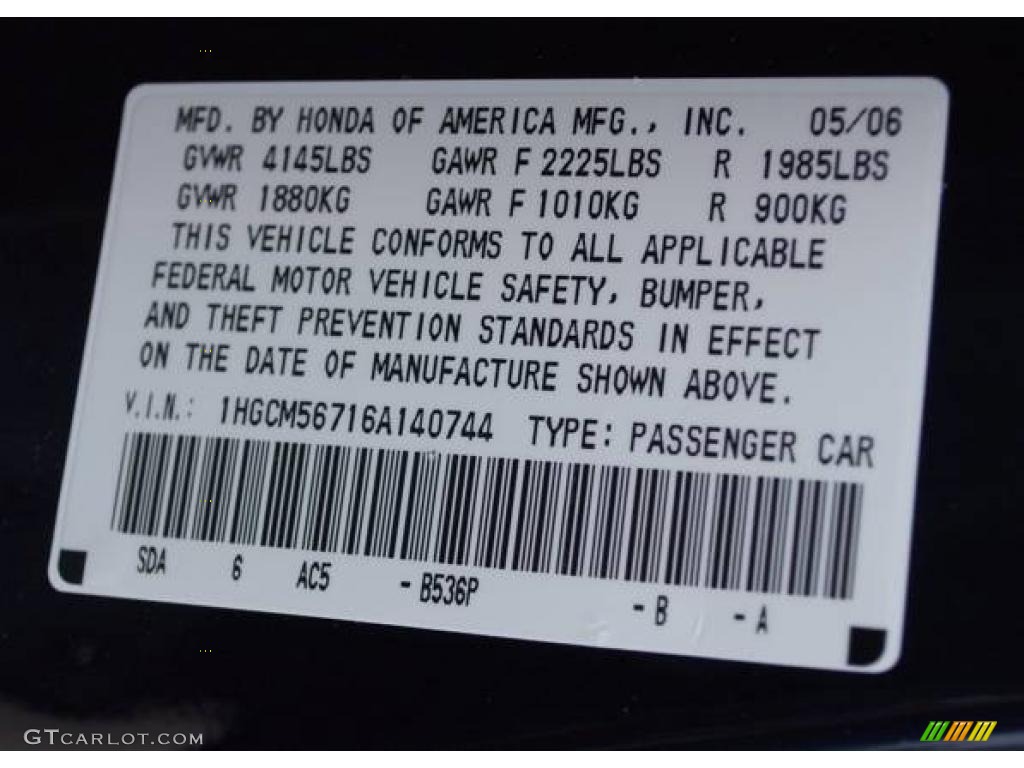 MFD. BY HONDA OF AMERICA MFG., INC. 05/06
GVWR 4145LBS GAWR F 2225LBS R 1985LBS
GVWR 1880KG GAWR F 1010KG R 900KG
THIS VEHICLE CONFORMS TO ALL APPLICABLE
FEDERAL MOTOR VEHICLE SAFETY, BUMPER,
AND THEFT PREVENTION STANDARDS IN EFFECT
ON THE DATE OF MANUFACTURE SHOWN ABOVE.
V.I.N.: 1HGCM56716A140744 TYPE: PASSENGER CAR
SDA 6 AC5 - B536P - B - A
GTCARLOT.COM